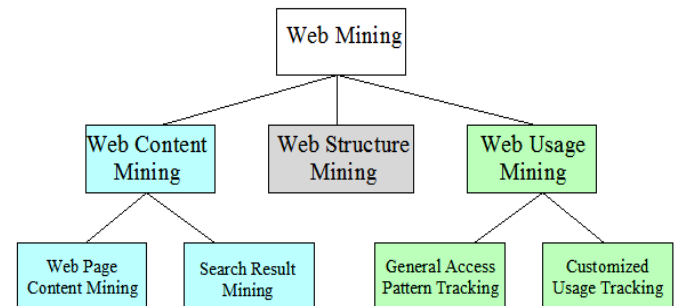 Web Mining
Web Content
Mining
Web Structure
Mining
Web Usage
Mining
Web Page
Content Mining
Search Result
Mining
General Access
Pattern Tracking
Customized
Usage Tracking